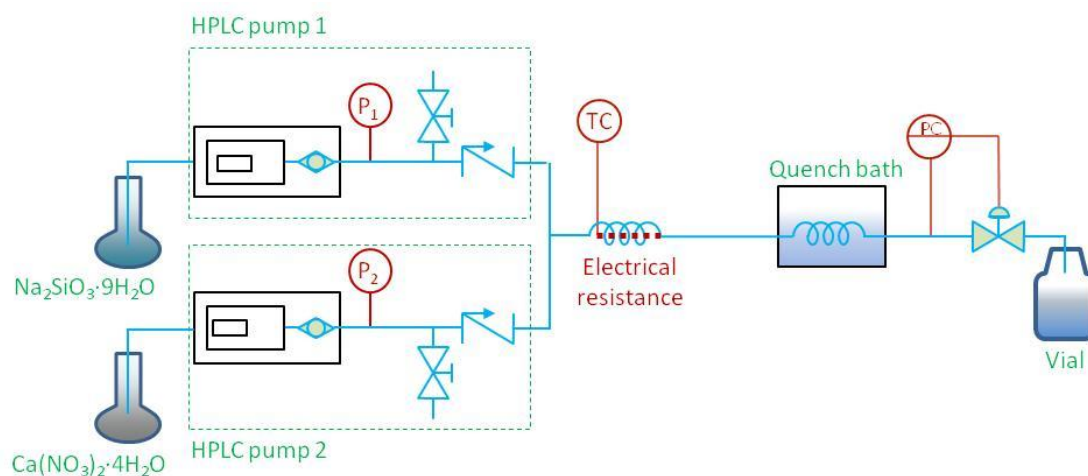 HPLC pump 1
P₁
TC
PC
Quench bath
Na₂SiO₃·9H₂O
Electrical
resistance
P₂
Vial
Ca(NO₃)₂·4H₂O
HPLC pump 2